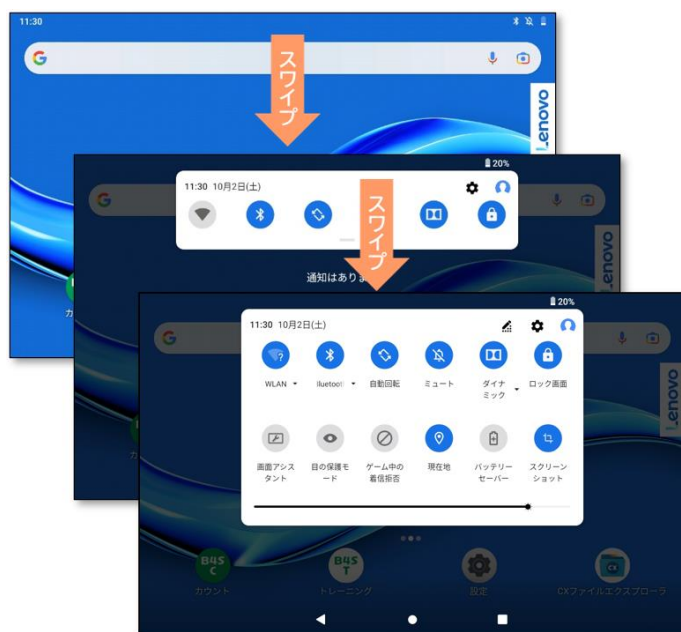 11:30
スワイプ
Lenovo
20%
11:30 10月2日(土)
スワイプ
通知はありま
Lenovo
20%
11:30 10月2日(土)
WLAN
luetoot
自動回転
ミュート
ダイナ
ミック
ロック画面
画面アシス
タント
目の保護モ
ード
ゲーム中の
着信拒否
現在地
バッテリー
セーバー
スクリーン
ショット
Lenovo
B4S
C
カウント
B4S
T
トレーニング
設定
CX
CXファイルエクスプローラ